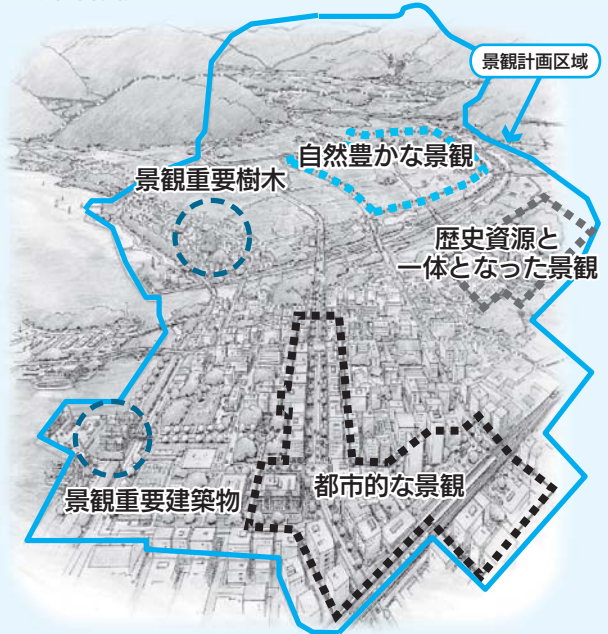 景観計画区域
自然豊かな景観
景観重要樹木
歴史資源と
一体となった景観
都市的な景観
景観重要建築物